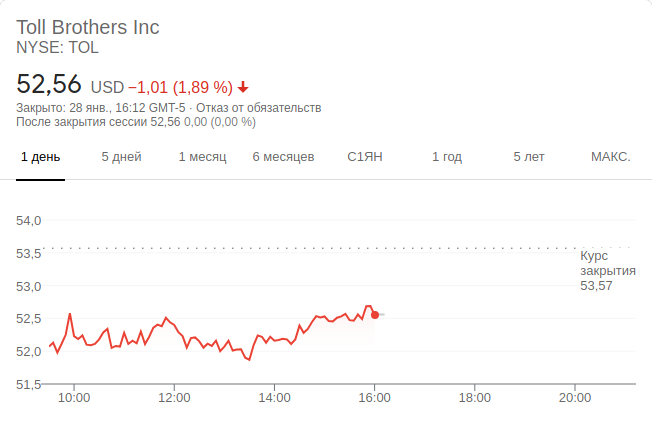 Toll Brothers Inc
NYSE: TOL
52,56 USD −1,01 (1,89 %)
Закрыто: 28 янв., 16:12 GMT-5 · Отказ от обязательств
После закрытия сессии 52,56 0,00 (0,00 %)
1 день 5 дней 1 месяц 6 месяцев С1ЯН 1 год 5 лет МАКС.
54,0
53,5
Курс
закрытия
53,57
53,0
52,5
52,0
51,5
10:00 12:00 14:00 16:00 18:00 20:00